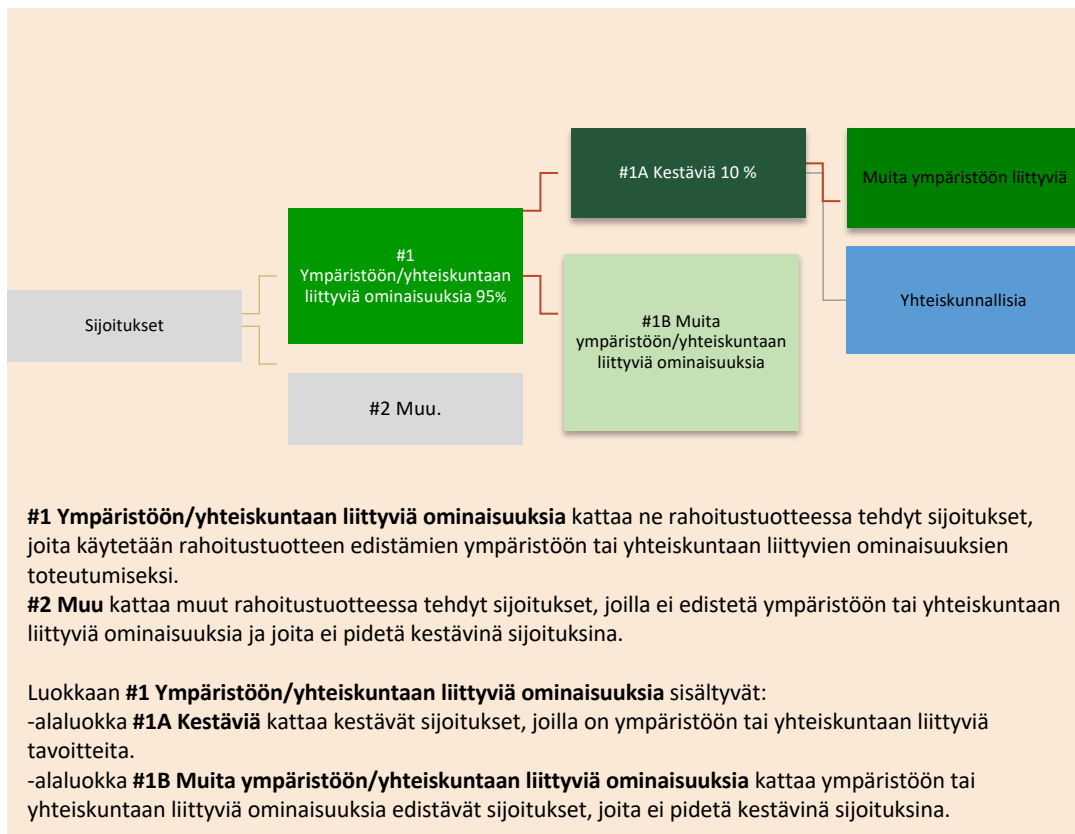 #1A Kestäviä 10 %
Muita ympäristöön liittyviä
#1
Ympäristöön/yhteiskuntaan
liittyviä ominaisuuksia 95%
Yhteiskunnallisia
Sijoitukset
#1B Muita
ympäristöön/yhteiskuntaan
liittyviä ominaisuuksia
#2 Muu.
#1 Ympäristöön/yhteiskuntaan liittyviä ominaisuuksia kattaa ne rahoitustuotteessa tehdyt sijoitukset,
joita käytetään rahoitustuotteen edistämien ympäristöön tai yhteiskuntaan liittyvien ominaisuuksien
toteutumiseksi.
#2 Muu kattaa muut rahoitustuotteessa tehdyt sijoitukset, joilla ei edistetä ympäristöön tai yhteiskuntaan
liittyviä ominaisuuksia ja joita ei pidetä kestävinä sijoituksina.
Luokkaan #1 Ympäristöön/yhteiskuntaan liittyviä ominaisuuksia sisältyvät:
-alaluokka #1A Kestäviä kattaa kestävät sijoitukset, joilla on ympäristöön tai yhteiskuntaan liittyviä
tavoitteita.
-alaluokka #1B Muita ympäristöön/yhteiskuntaan liittyviä ominaisuuksia kattaa ympäristöön tai
yhteiskuntaan liittyviä ominaisuuksia edistävät sijoitukset, joita ei pidetä kestävinä sijoituksina.